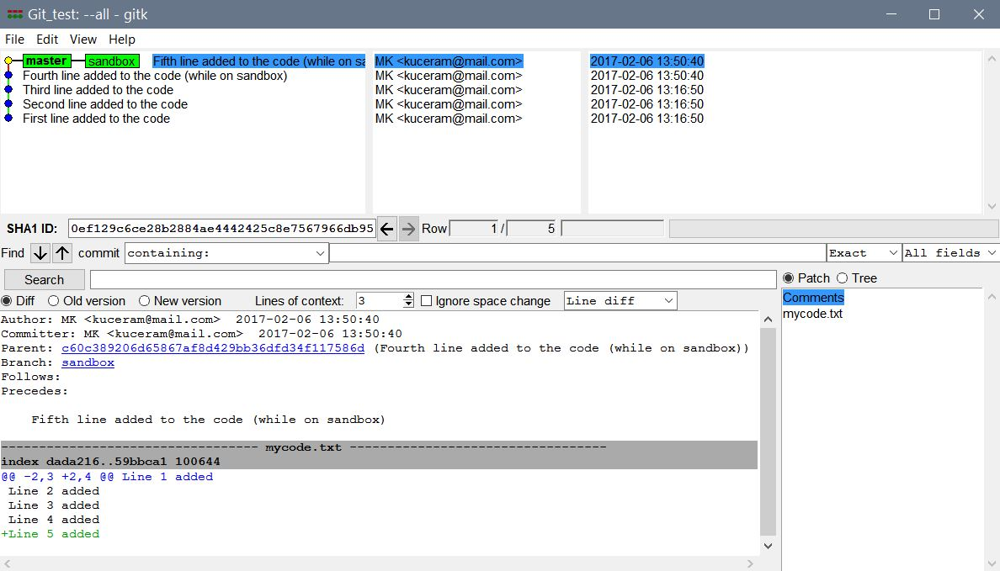 Git_test: --all - gitk
File Edit View Help
master sandbox Fifth line added to the code (while on sa MK <kuceram@mail.com> 2017-02-06 13:50:40
Fourth line added to the code (while on sandbox) MK <kuceram@mail.com> 2017-02-06 13:50:40
Third line added to the code MK <kuceram@mail.com> 2017-02-06 13:16:50
Second line added to the code MK <kuceram@mail.com> 2017-02-06 13:16:50
First line added to the code MK <kuceram@mail.com> 2017-02-06 13:16:50
SHA1 ID: 0ef129c6ce28b2884ae4442425c8e7567966db95 Row 1 / 5
Find commit containing: Exact All fields
Search Patch Tree
Diff Old version New version Lines of context: 3 Ignore space change Line diff
Comments
mycode.txt
Author: MK <kuceram@mail.com> 2017-02-06 13:50:40
Committer: MK <kuceram@mail.com> 2017-02-06 13:50:40
Parent: c60c389206d65867af8d429bb36dfd34f117586d (Fourth line added to the code (while on sandbox))
Branch: sandbox
Follows:
Precedes:
Fifth line added to the code (while on sandbox)
---------------------------------- mycode.txt ----------------------------------
index dada216..59bbca1 100644
@@ -2,3 +2,4 @@ Line 1 added
Line 2 added
Line 3 added
Line 4 added
+Line 5 added